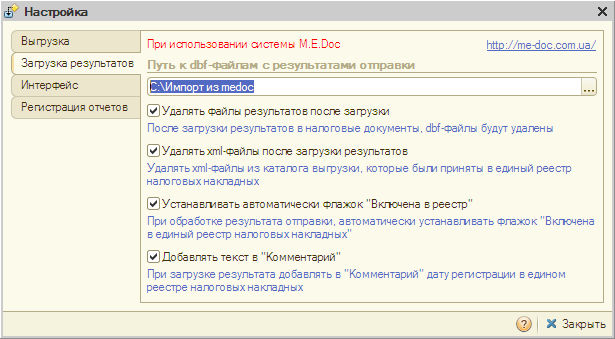 Настройка
Выгрузка
Загрузка результатов
Интерфейс
Регистрация отчетов
При использовании системы M.E.Doc
http://me-doc.com.ua/
Путь к dbf-файлам с результатами отправки
C:\Импорт из medoc
...
Удалять файлы результатов после загрузки
После загрузки результатов в налоговые документы, dbf-файлы будут удалены
Удалять xml-файлы после загрузки результатов
Удалять xml-файлы из каталога выгрузки, которые были приняты в единый реестр
налоговых накладных
Устанавливать автоматически флажок "Включена в реестр"
При обработке результата отправки, автоматически устанавливать флажок "Включена
в единый реестр налоговых накладных"
Добавлять текст в "Комментарий"
При загрузке результата добавлять в "Комментарий" дату регистрации в едином
реестре налоговых накладных
? Закрыть